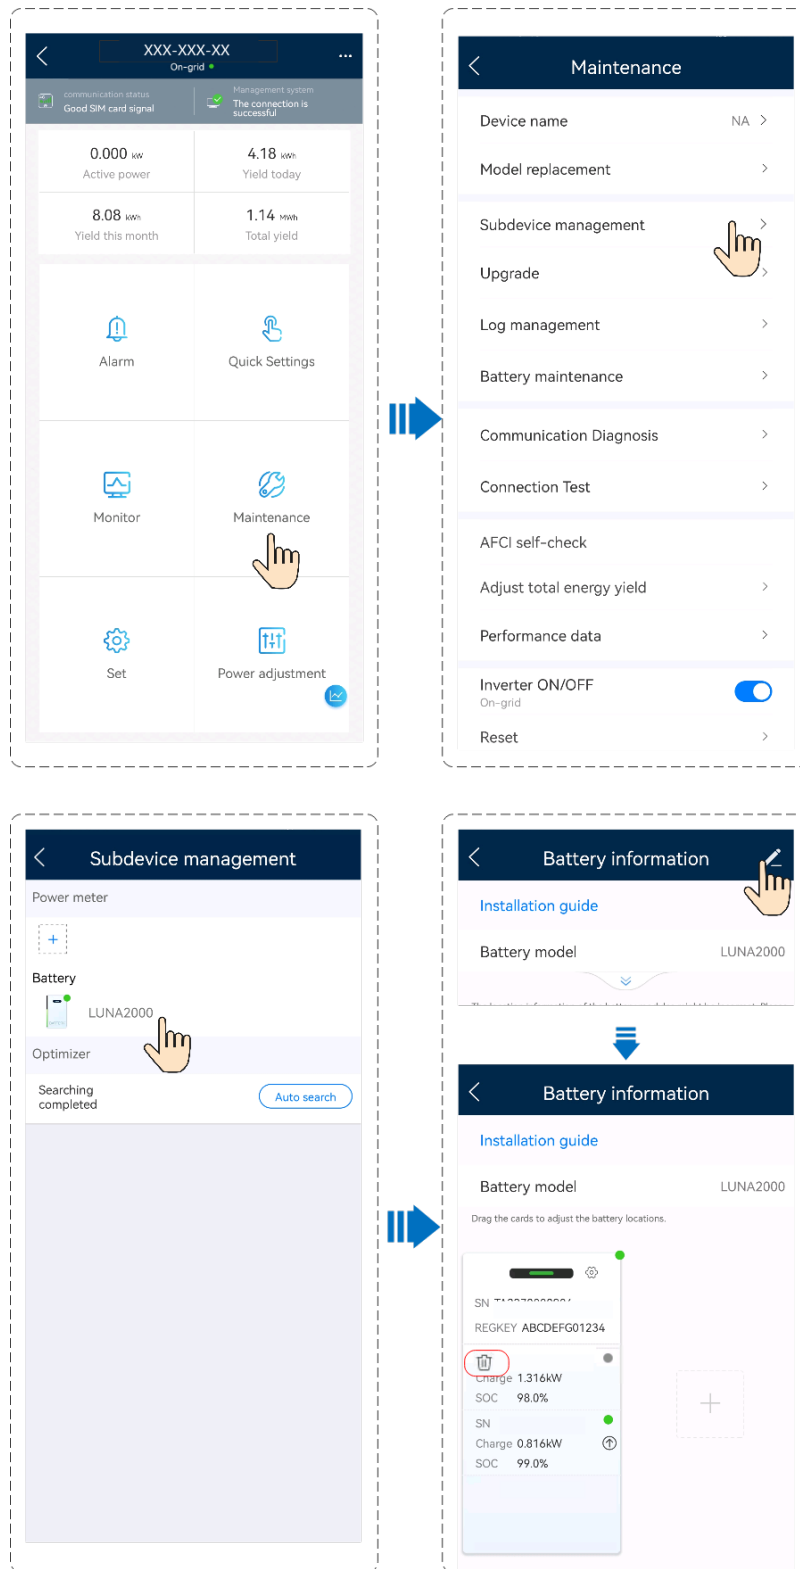 XXX-XXX-XX
On-grid
...
communication status
Good SIM card signal
Management system
The connection is
successful
0.000 kW
Active power
4.18 kWh
Yield today
8.08 kWh
Yield this month
1.14 MWh
Total yield
Alarm
Quick Settings
Monitor
Maintenance
Set
Power adjustment
Maintenance
Device name NA
Model replacement
Subdevice management
Upgrade
Log management
Battery maintenance
Communication Diagnosis
Connection Test
AFCI self-check
Adjust total energy yield
Performance data
Inverter ON/OFF
On-grid
Reset
Subdevice management
Power meter
Battery
LUNA2000
Optimizer
Searching
completed
Auto search
Battery information
Installation guide
Battery model LUNA2000
Battery information
Installation guide
Battery model LUNA2000
Drag the cards to adjust the battery locations.
SN
REGKEY ABCDEFG01234
Charge 1.316kW
SOC 98.0%
SN
Charge 0.816kW
SOC 99.0%